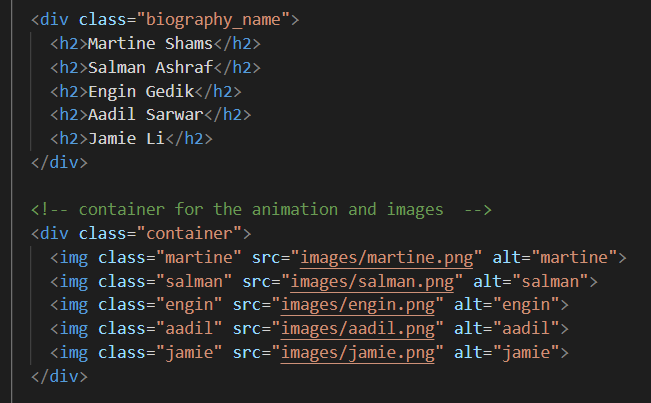 <div class="biography_name">
<h2>Martine Shams</h2>
<h2>Salman Ashraf</h2>
<h2>Engin Gedik</h2>
<h2>Aadil Sarwar</h2>
<h2>Jamie Li</h2>
</div>
<!-- container for the animation and images  -->
<div class="container">
<img class="martine" src="images/martine.png" alt="martine">
<img class="salman" src="images/salman.png" alt="salman">
<img class="engin" src="images/engin.png" alt="engin">
<img class="aadil" src="images/aadil.png" alt="aadil">
<img class="jamie" src="images/jamie.png" alt="jamie">
</div>